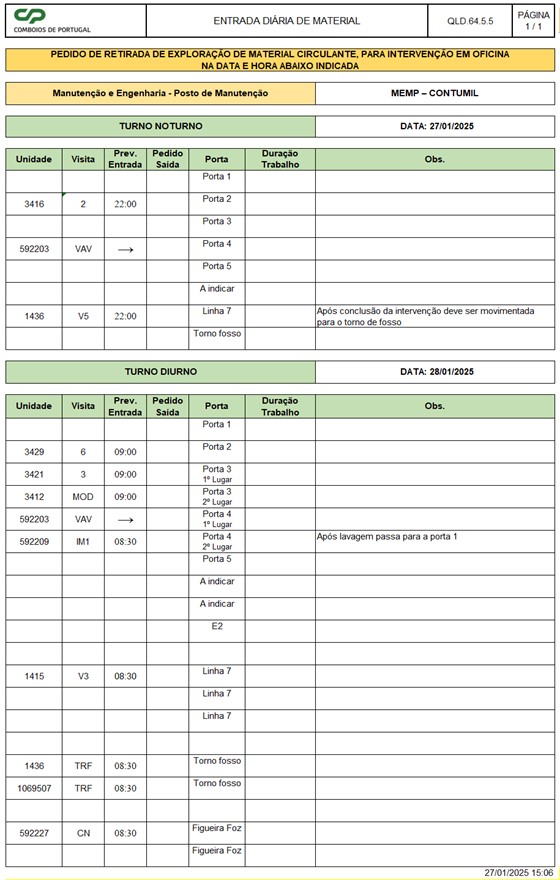 CP
COMBOIOS DE PORTUGAL
ENTRADA DIÁRIA DE MATERIAL
QLD.64.5.5
PÁGINA
1 / 1
PEDIDO DE RETIRADA DE EXPLORAÇÃO DE MATERIAL CIRCULANTE, PARA INTERVENÇÃO EM OFICINA
NA DATA E HORA ABAIXO INDICADA
Manutenção e Engenharia - Posto de Manutenção MEMP – CONTUMIL
TURNO NOTURNO DATA: 27/01/2025
Unidade Visita Prev. Entrada Pedido Saída Porta Duração Trabalho Obs.
Porta 1
3416 2 22:00 Porta 2
Porta 3
592203 VAV → Porta 4
Porta 5
A indicar
1436 V5 22:00 Linha 7 Após conclusão da intervenção deve ser movimentada
para o torno de fosso
Torno fosso
TURNO DIURNO DATA: 28/01/2025
Unidade Visita Prev. Entrada Pedido Saída Porta Duração Trabalho Obs.
Porta 1
3429 6 09:00 Porta 2
3421 3 09:00 Porta 3 1º Lugar
3412 MOD 09:00 Porta 3 2º Lugar
592203 VAV → Porta 4 1º Lugar
592209 IM1 08:30 Porta 4 2º Lugar Após lavagem passa para a porta 1
Porta 5
A indicar
A indicar
E2
1415 V3 08:30 Linha 7
Linha 7
Linha 7
1436 TRF 08:30 Torno fosso
1069507 TRF 08:30 Torno fosso
592227 CN 08:30 Figueira Foz
Figueira Foz
27/01/2025 15:06